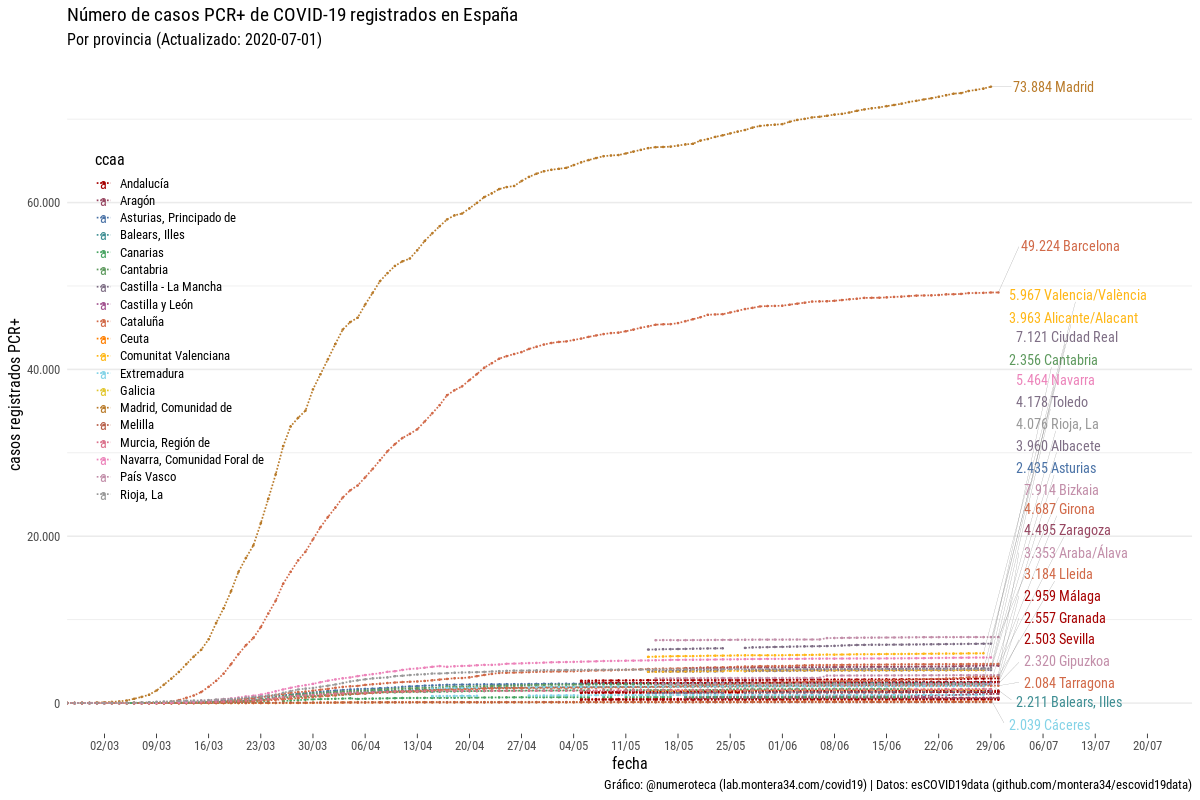 Número de casos PCR+ de COVID-19 registrados en España
Por provincia (Actualizado: 2020-07-01)
73.884 Madrid
ccaa
Andalucía
Aragón
Asturias, Principado de
Balears, Illes
Canarias
Cantabria
Castilla - La Mancha
Castilla y León
Cataluña
Ceuta
Comunitat Valenciana
Extremadura
Galicia
Madrid, Comunidad de
Melilla
Murcia, Región de
Navarra, Comunidad Foral de
País Vasco
Rioja, La
casos registrados PCR+
60.000
40.000
20.000
0
49.224 Barcelona
5.967 Valencia/València
3.963 Alicante/Alacant
7.121 Ciudad Real
2.356 Cantabria
5.464 Navarra
4.178 Toledo
4.076 Rioja, La
3.960 Albacete
2.435 Asturias
7.914 Bizkaia
4.687 Girona
4.495 Zaragoza
3.353 Araba/Álava
3.184 Lleida
2.959 Málaga
2.557 Granada
2.503 Sevilla
2.320 Gipuzkoa
2.084 Tarragona
2.211 Balears, Illes
2.039 Cáceres
02/03 09/03 16/03 23/03 30/03 06/04 13/04 20/04 27/04 04/05 11/05 18/05 25/05 01/06 08/06 15/06 22/06 29/06 06/07 13/07 20/07
fecha
Gráfico: @numeroteca (lab.montera34.com/covid19) | Datos: esCOVID19data (github.com/montera34/escovid19data)